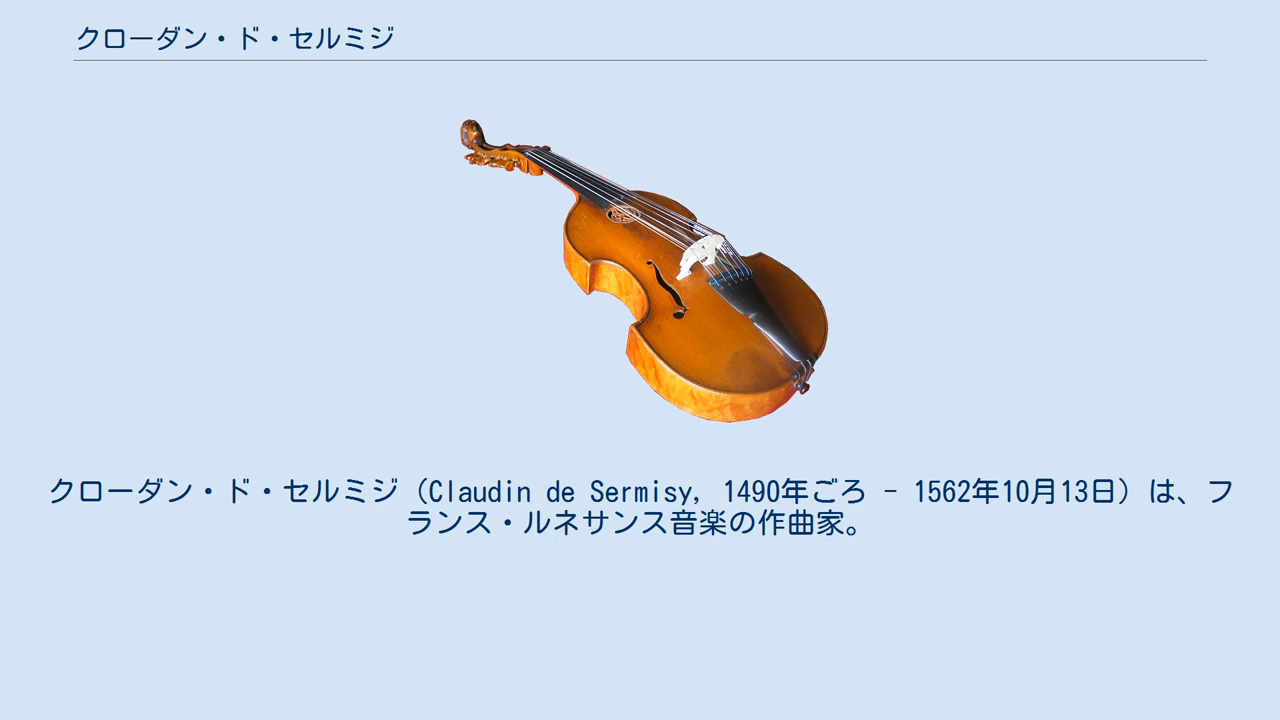 クローダン・ド・セルミジ
クローダン・ド・セルミジ（Claudin de Sermisy, 1490年ごろ - 1562年10月13日）は、フ
ランス・ルネサンス音楽の作曲家。